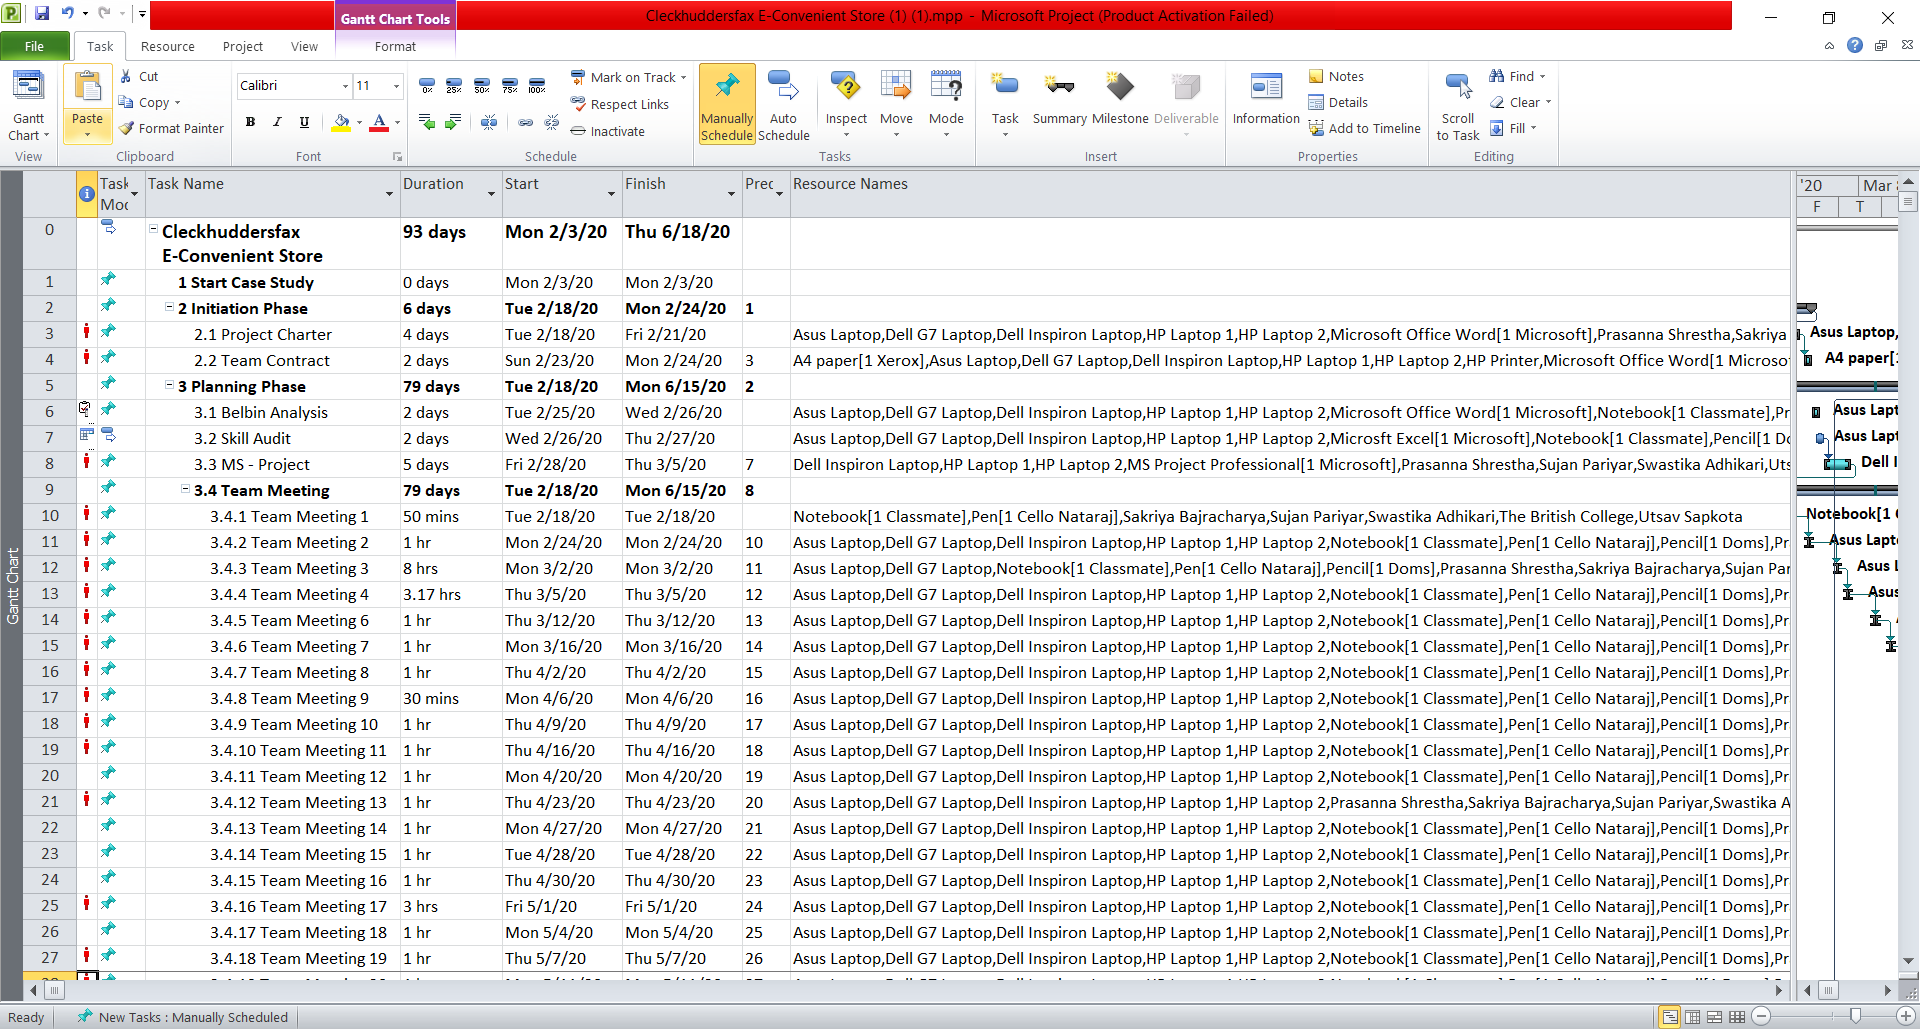 Gantt Chart Tools
Cleckhuddersfax E-Convenient Store (1) (1).mpp - Microsoft Project (Product Activation Failed)
File Task Resource Project View Format
Gantt Chart
View
Paste
Cut
Copy
Format Painter
Clipboard
Calibri 11
B I U A
Font
0% 25% 50% 75% 100%
Mark on Track
Respect Links
Inactivate
Schedule
Manually Schedule
Auto Schedule
Inspect
Move
Mode
Tasks
Task
Summary
Milestone
Deliverable
Insert
Information
Notes
Details
Add to Timeline
Properties
Scroll to Task
Find
Clear
Fill
Editing
Task Mod Task Name Duration Start Finish Pred Resource Names '20 Mar
F T
0 Cleckhuddersfax E-Convenient Store 93 days Mon 2/3/20 Thu 6/18/20
1 1 Start Case Study 0 days Mon 2/3/20 Mon 2/3/20
2 2 Initiation Phase 6 days Tue 2/18/20 Mon 2/24/20 1
3 2.1 Project Charter 4 days Tue 2/18/20 Fri 2/21/20 Asus Laptop,Dell G7 Laptop,Dell Inspiron Laptop,HP Laptop 1,HP Laptop 2,Microsoft Office Word[1 Microsoft],Prasanna Shrestha,Sakriya Asus Laptop,
4 2.2 Team Contract 2 days Sun 2/23/20 Mon 2/24/20 3 A4 paper[1 Xerox],Asus Laptop,Dell G7 Laptop,Dell Inspiron Laptop,HP Laptop 1,HP Laptop 2,HP Printer,Microsoft Office Word[1 Microso A4 paper[1
5 3 Planning Phase 79 days Tue 2/18/20 Mon 6/15/20 2
6 3.1 Belbin Analysis 2 days Tue 2/25/20 Wed 2/26/20 Asus Laptop,Dell G7 Laptop,Dell Inspiron Laptop,HP Laptop 1,HP Laptop 2,Microsoft Office Word[1 Microsoft],Notebook[1 Classmate],Pr Asus Lapt
7 3.2 Skill Audit 2 days Wed 2/26/20 Thu 2/27/20 Asus Laptop,Dell G7 Laptop,Dell Inspiron Laptop,HP Laptop 1,HP Laptop 2,Microsft Excel[1 Microsoft],Notebook[1 Classmate],Pencil[1 Do Asus Lapt
8 3.3 MS - Project 5 days Fri 2/28/20 Thu 3/5/20 7 Dell Inspiron Laptop,HP Laptop 1,HP Laptop 2,MS Project Professional[1 Microsoft],Prasanna Shrestha,Sujan Pariyar,Swastika Adhikari,Uts Dell I
9 3.4 Team Meeting 79 days Tue 2/18/20 Mon 6/15/20 8
10 3.4.1 Team Meeting 1 50 mins Tue 2/18/20 Tue 2/18/20 Notebook[1 Classmate],Pen[1 Cello Nataraj],Sakriya Bajracharya,Sujan Pariyar,Swastika Adhikari,The British College,Utsav Sapkota Notebook[1 C
11 3.4.2 Team Meeting 2 1 hr Mon 2/24/20 Mon 2/24/20 10 Asus Laptop,Dell G7 Laptop,Dell Inspiron Laptop,HP Laptop 1,HP Laptop 2,Notebook[1 Classmate],Pen[1 Cello Nataraj],Pencil[1 Doms],Pr Asus Lapt
12 3.4.3 Team Meeting 3 8 hrs Mon 3/2/20 Mon 3/2/20 11 Asus Laptop,Dell G7 Laptop,Notebook[1 Classmate],Pen[1 Cello Nataraj],Pencil[1 Doms],Prasanna Shrestha,Sakriya Bajracharya,Sujan Par Asus L
13 3.4.4 Team Meeting 4 3.17 hrs Thu 3/5/20 Thu 3/5/20 12 Asus Laptop,Dell G7 Laptop,Dell Inspiron Laptop,HP Laptop 1,HP Laptop 2,Notebook[1 Classmate],Pen[1 Cello Nataraj],Pencil[1 Doms],Pr Asus
14 3.4.5 Team Meeting 6 1 hr Thu 3/12/20 Thu 3/12/20 13 Asus Laptop,Dell G7 Laptop,Dell Inspiron Laptop,HP Laptop 1,HP Laptop 2,Notebook[1 Classmate],Pen[1 Cello Nataraj],Pencil[1 Doms],Pr
15 3.4.6 Team Meeting 7 1 hr Mon 3/16/20 Mon 3/16/20 14 Asus Laptop,Dell G7 Laptop,Dell Inspiron Laptop,HP Laptop 1,HP Laptop 2,Notebook[1 Classmate],Pen[1 Cello Nataraj],Pencil[1 Doms],Pr
16 3.4.7 Team Meeting 8 1 hr Thu 4/2/20 Thu 4/2/20 15 Asus Laptop,Dell G7 Laptop,Dell Inspiron Laptop,HP Laptop 1,HP Laptop 2,Notebook[1 Classmate],Pen[1 Cello Nataraj],Pencil[1 Doms],Pr
17 3.4.8 Team Meeting 9 30 mins Mon 4/6/20 Mon 4/6/20 16 Asus Laptop,Dell G7 Laptop,Dell Inspiron Laptop,HP Laptop 1,HP Laptop 2,Notebook[1 Classmate],Pen[1 Cello Nataraj],Pencil[1 Doms],Pr
18 3.4.9 Team Meeting 10 1 hr Thu 4/9/20 Thu 4/9/20 17 Asus Laptop,Dell G7 Laptop,Dell Inspiron Laptop,HP Laptop 1,HP Laptop 2,Notebook[1 Classmate],Pen[1 Cello Nataraj],Pencil[1 Doms],Pr
19 3.4.10 Team Meeting 11 1 hr Thu 4/16/20 Thu 4/16/20 18 Asus Laptop,Dell G7 Laptop,Dell Inspiron Laptop,HP Laptop 1,HP Laptop 2,Notebook[1 Classmate],Pen[1 Cello Nataraj],Pencil[1 Doms],Pr
20 3.4.11 Team Meeting 12 1 hr Mon 4/20/20 Mon 4/20/20 19 Asus Laptop,Dell G7 Laptop,Dell Inspiron Laptop,HP Laptop 1,HP Laptop 2,Notebook[1 Classmate],Pen[1 Cello Nataraj],Pencil[1 Doms],Pr
21 3.4.12 Team Meeting 13 1 hr Thu 4/23/20 Thu 4/23/20 20 Asus Laptop,Dell G7 Laptop,Dell Inspiron Laptop,HP Laptop 1,HP Laptop 2,Prasanna Shrestha,Sakriya Bajracharya,Sujan Pariyar,Swastika A
22 3.4.13 Team Meeting 14 1 hr Mon 4/27/20 Mon 4/27/20 21 Asus Laptop,Dell G7 Laptop,Dell Inspiron Laptop,HP Laptop 1,HP Laptop 2,Notebook[1 Classmate],Pen[1 Cello Nataraj],Pencil[1 Doms],Pr
23 3.4.14 Team Meeting 15 1 hr Tue 4/28/20 Tue 4/28/20 22 Asus Laptop,Dell G7 Laptop,Dell Inspiron Laptop,HP Laptop 1,HP Laptop 2,Notebook[1 Classmate],Pen[1 Cello Nataraj],Pencil[1 Doms],Pr
24 3.4.15 Team Meeting 16 1 hr Thu 4/30/20 Thu 4/30/20 23 Asus Laptop,Dell G7 Laptop,Dell Inspiron Laptop,HP Laptop 1,HP Laptop 2,Notebook[1 Classmate],Pen[1 Cello Nataraj],Pencil[1 Doms],Pr
25 3.4.16 Team Meeting 17 3 hrs Fri 5/1/20 Fri 5/1/20 24 Asus Laptop,Dell G7 Laptop,Dell Inspiron Laptop,HP Laptop 1,HP Laptop 2,Notebook[1 Classmate],Pen[1 Cello Nataraj],Pencil[1 Doms],Pr
26 3.4.17 Team Meeting 18 1 hr Mon 5/4/20 Mon 5/4/20 25 Asus Laptop,Dell G7 Laptop,Dell Inspiron Laptop,HP Laptop 1,HP Laptop 2,Notebook[1 Classmate],Pen[1 Cello Nataraj],Pencil[1 Doms],Pr
27 3.4.18 Team Meeting 19 1 hr Thu 5/7/20 Thu 5/7/20 26 Asus Laptop,Dell G7 Laptop,Dell Inspiron Laptop,HP Laptop 1,HP Laptop 2,Notebook[1 Classmate],Pen[1 Cello Nataraj],Pencil[1 Doms],Pr
Gantt Chart
Ready New Tasks : Manually Scheduled